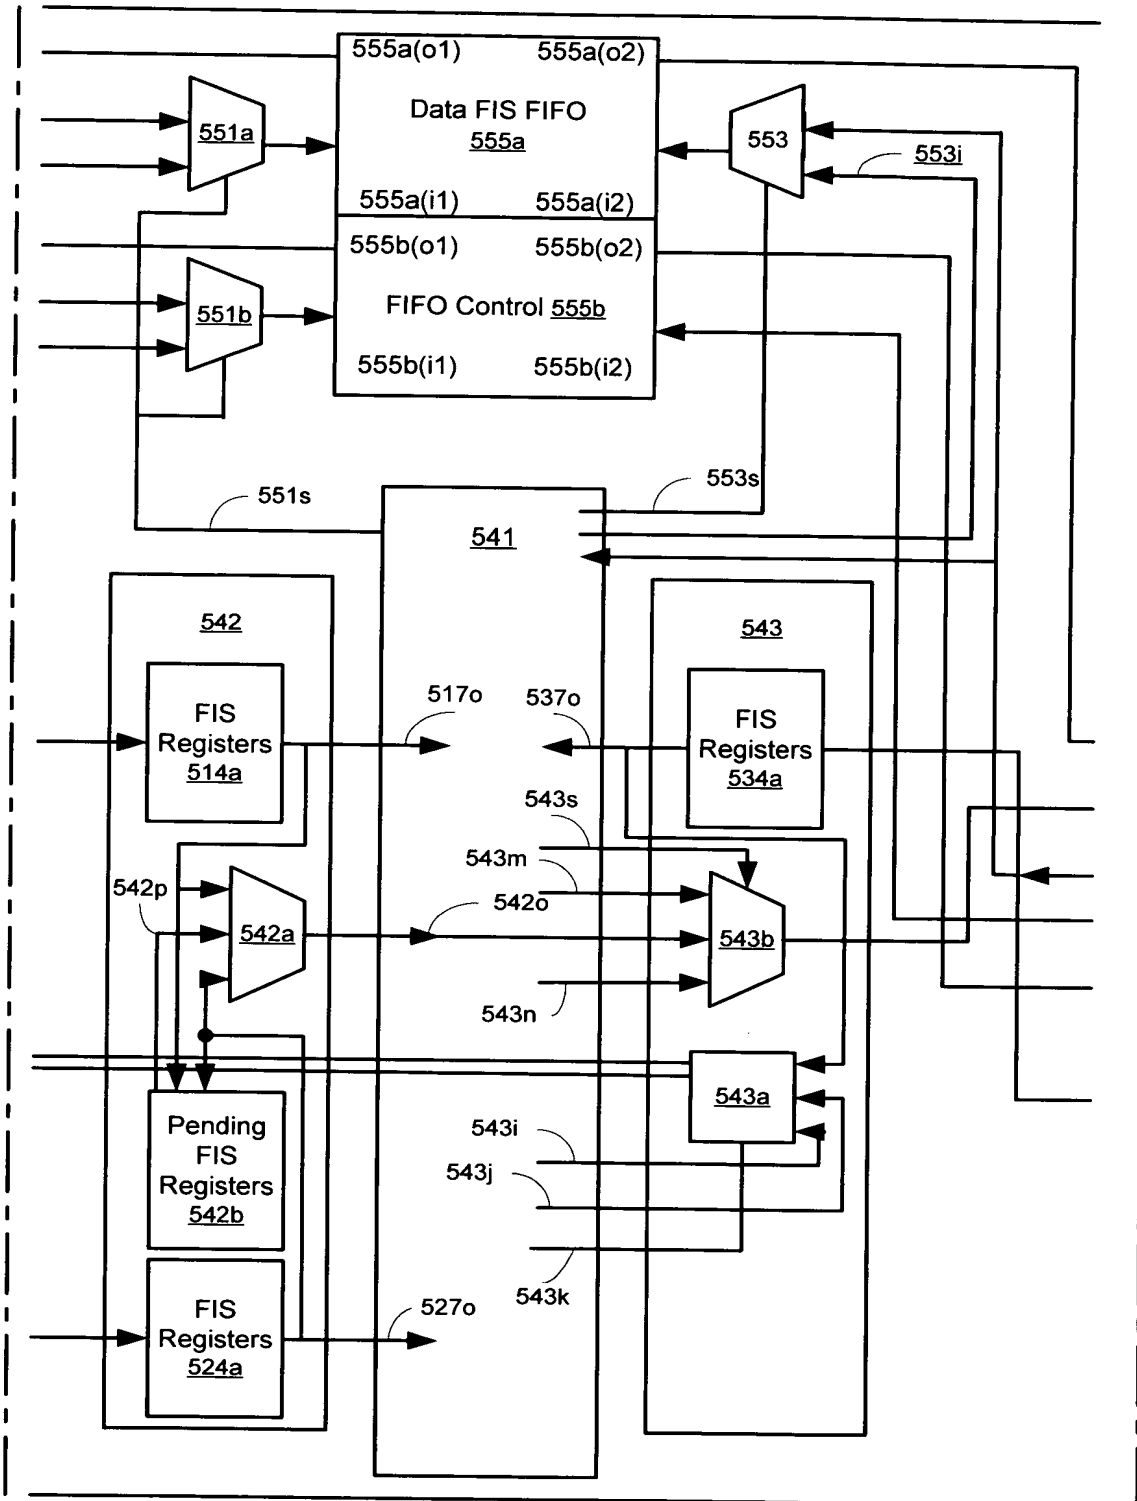 555a(o1) 555a(o2)
Data FIS FIFO
555a
555a(i1) 555a(i2)
551a
553
553i
555b(o1) 555b(o2)
FIFO Control 555b
555b(i1) 555b(i2)
551b
551s
553s
541
542
543
FIS
Registers
514a
517o
537o
FIS
Registers
534a
543s
543m
542p
542a
542o
543b
543n
543a
Pending
FIS
Registers
542b
543i
543j
543k
FIS
Registers
524a
527o